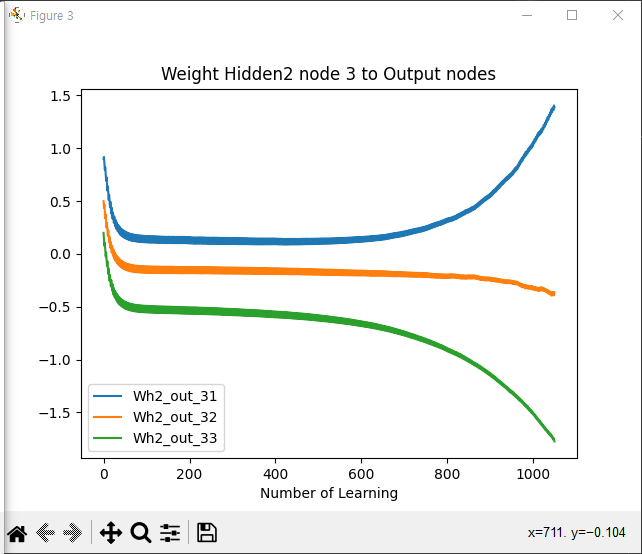 Figure 3
Weight Hidden2 node 3 to Output nodes
1.5
1.0
0.5
0.0
−0.5
−1.0
−1.5
Wh2_out_31
Wh2_out_32
Wh2_out_33
0 200 400 600 800 1000
Number of Learning
x=711. y=−0.104